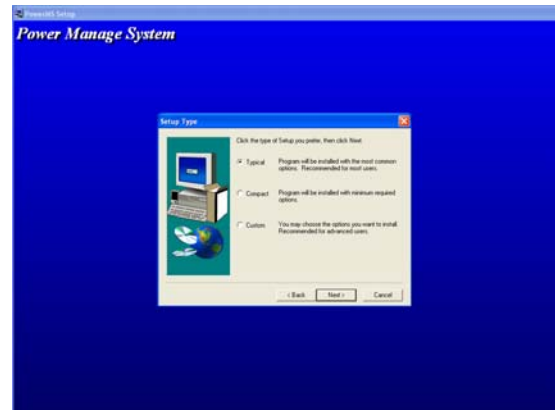 PowerMS Setup
Power Manage System
Setup Type
Click the type of Setup you prefer, then click Next.
Typical Program will be installed with the most common
options. Recommended for most users.
Compact Program will be installed with minimum required
options.
Custom You may choose the options you want to install.
Recommended for advanced users.
< Back Next > Cancel